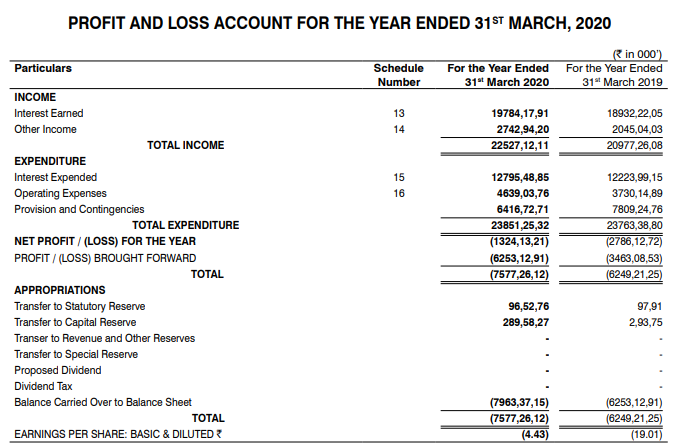 PROFIT AND LOSS ACCOUNT FOR THE YEAR ENDED 31ST MARCH, 2020
(₹ in 000')
Particulars Schedule Number For the Year Ended 31st March 2020 For the Year Ended 31st March 2019
INCOME
Interest Earned 13 19784,17,91 18932,22,05
Other Income 14 2742,94,20 2045,04,03
TOTAL INCOME 22527,12,11 20977,26,08
EXPENDITURE
Interest Expended 15 12795,48,85 12223,99,15
Operating Expenses 16 4639,03,76 3730,14,89
Provision and Contingencies 6416,72,71 7809,24,76
TOTAL EXPENDITURE 23851,25,32 23763,38,80
NET PROFIT / (LOSS) FOR THE YEAR (1324,13,21) (2786,12,72)
PROFIT / (LOSS) BROUGHT FORWARD (6253,12,91) (3463,08,53)
TOTAL (7577,26,12) (6249,21,25)
APPROPRIATIONS
Transfer to Statutory Reserve 96,52,76 97,91
Transfer to Capital Reserve 289,58,27 2,93,75
Transer to Revenue and Other Reserves - -
Transfer to Special Reserve - -
Proposed Dividend - -
Dividend Tax - -
Balance Carried Over to Balance Sheet (7963,37,15) (6253,12,91)
TOTAL (7577,26,12) (6249,21,25)
EARNINGS PER SHARE: BASIC & DILUTED ₹ (4.43) (19.01)